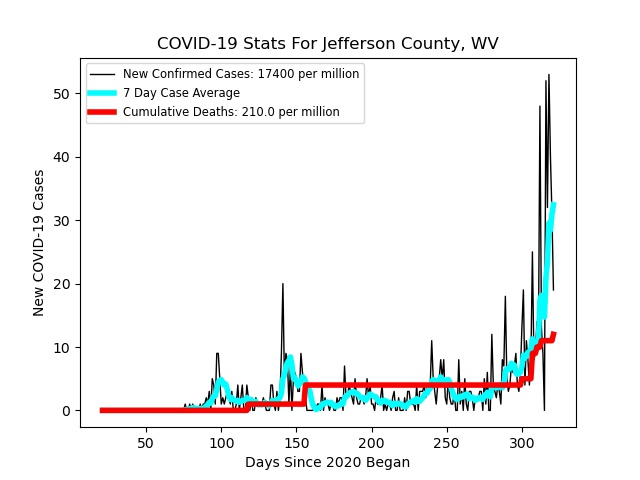 COVID-19 Stats For Jefferson County, WV
New Confirmed Cases: 17400 per million
7 Day Case Average
Cumulative Deaths: 210.0 per million
New COVID-19 Cases
50
40
30
20
10
0
50 100 150 200 250 300
Days Since 2020 Began